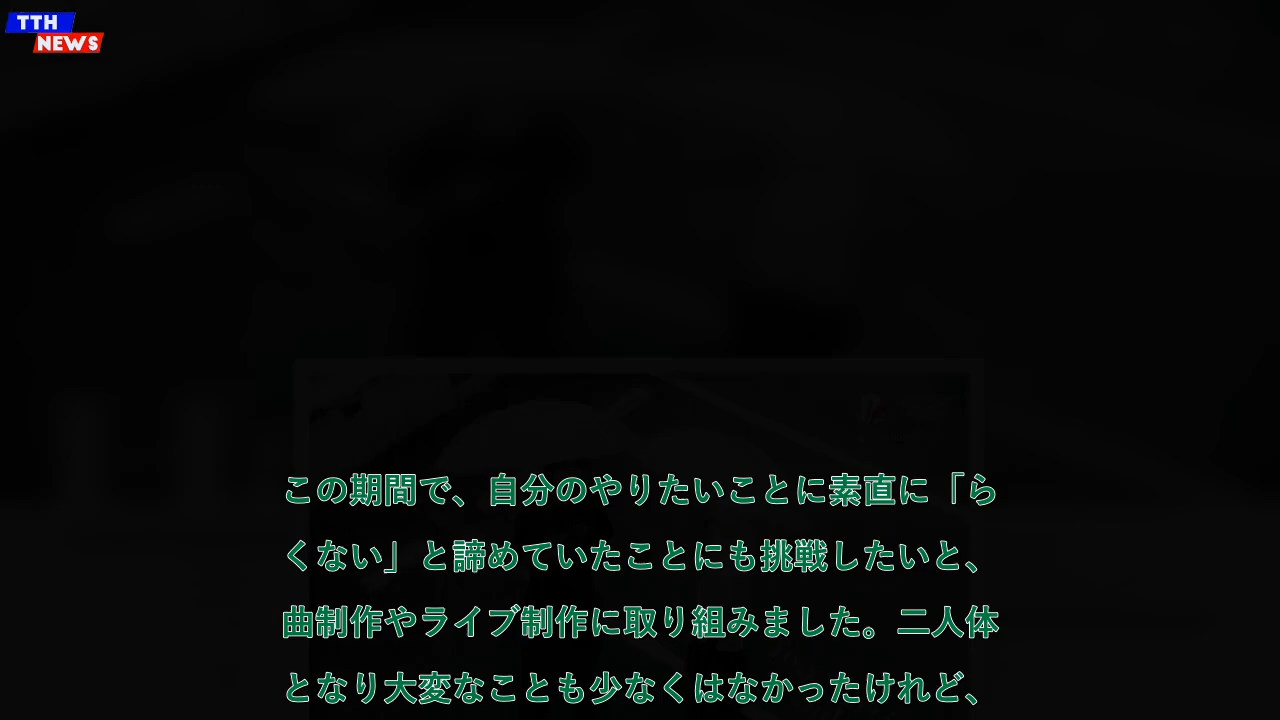 TTH
NEWS
この期間で、自分のやりたいことに素直に「ら
くない」と諦めていたことにも挑戦したいと、
曲制作やライブ制作に取り組みました。二人体
となり大変なことも少なくはなかったけれど、